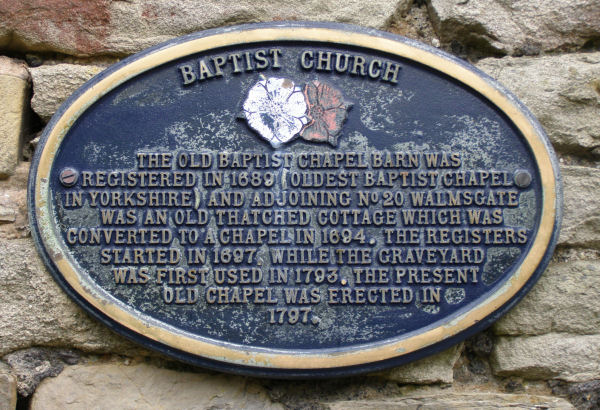 BAPTIST CHURCH
THE OLD BAPTIST CHAPEL BARN WAS
REGISTERED IN 1689 (OLDEST BAPTIST CHAPEL
IN YORKSHIRE) AND ADJOINING No 20 WALMSGATE
WAS AN OLD THATCHED COTTAGE WHICH WAS
CONVERTED TO A CHAPEL IN 1694. THE REGISTERS
STARTED IN 1697, WHILE THE GRAVEYARD
WAS FIRST USED IN 1793. THE PRESENT
OLD CHAPEL WAS ERECTED IN
1797.